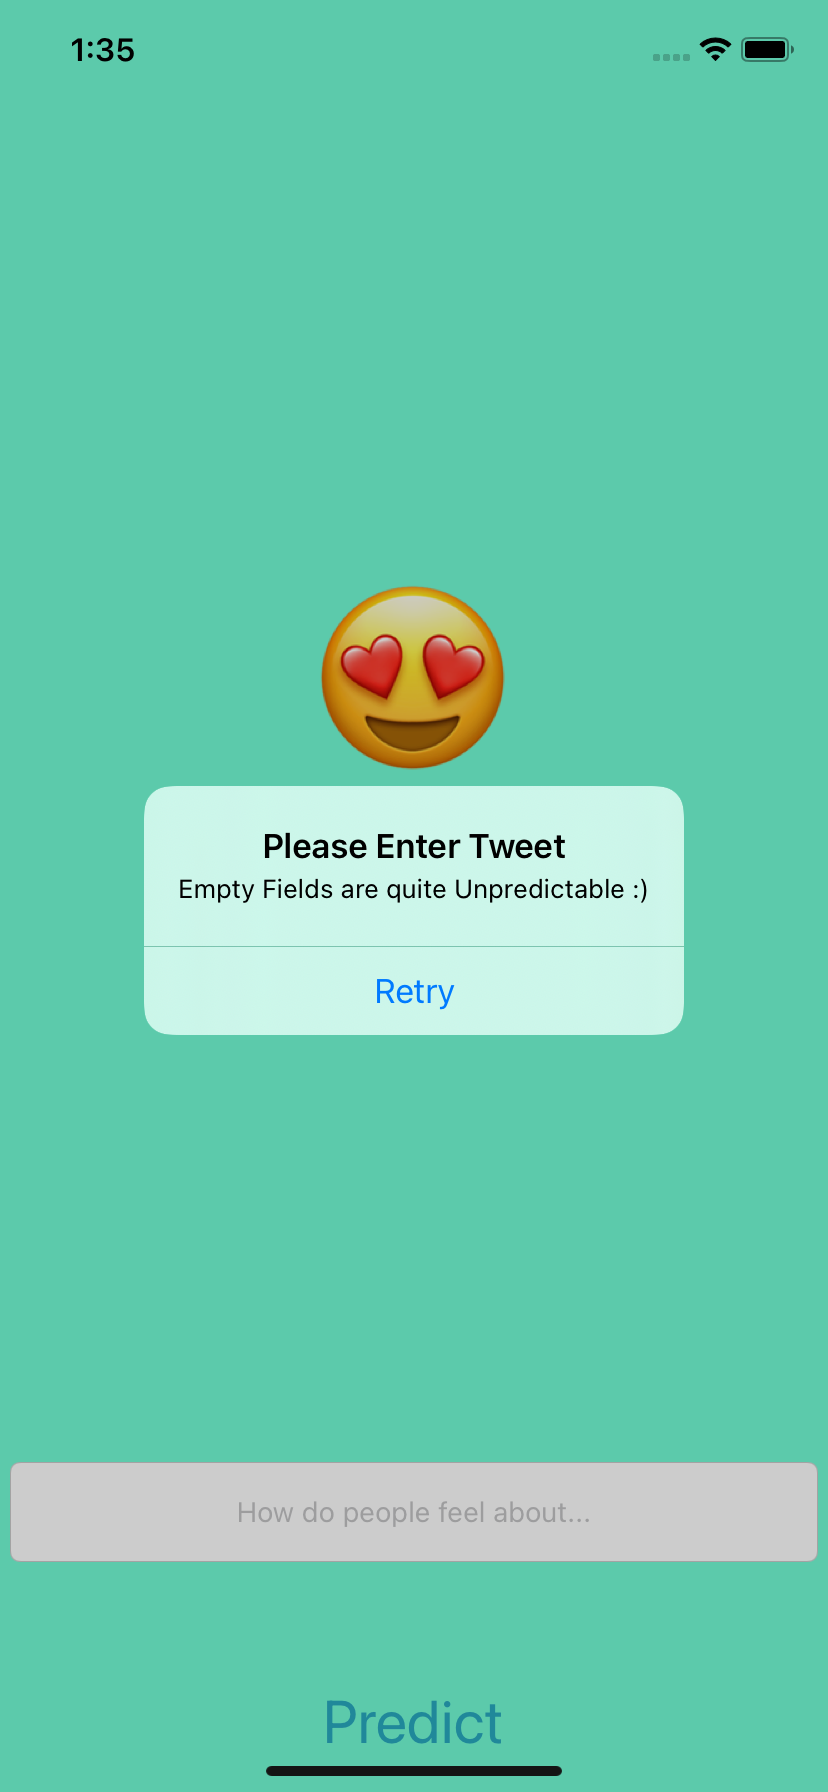 1:35
Please Enter Tweet
Empty Fields are quite Unpredictable :)
Retry
How do people feel about...
Predict